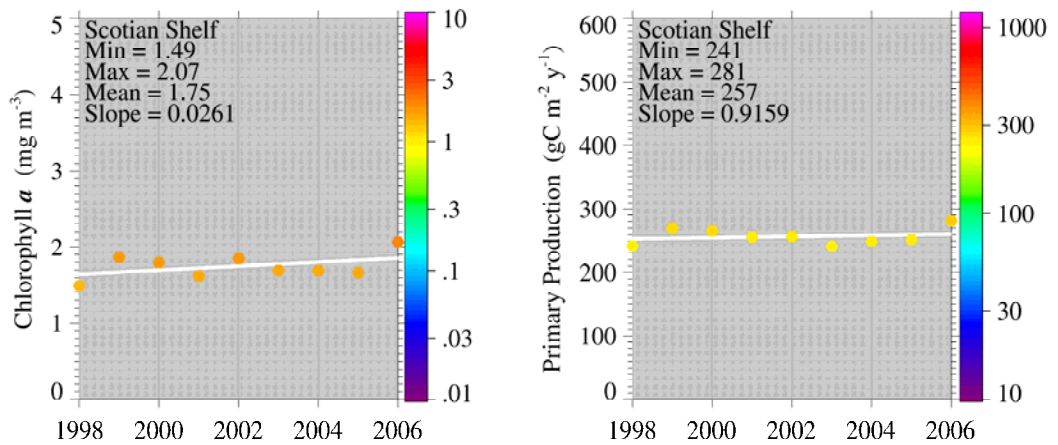 5
4
3
2
1
0
Chlorophyll a (mg m-3)
Scotian Shelf
Min = 1.49
Max = 2.07
Mean = 1.75
Slope = 0.0261
1998 2000 2002 2004 2006
10
3
1
.3
.1
.03
.01
600
500
400
300
200
100
0
Primary Production (gC m-2 y-1)
Scotian Shelf
Min = 241
Max = 281
Mean = 257
Slope = 0.9159
1998 2000 2002 2004 2006
1000
300
100
30
10